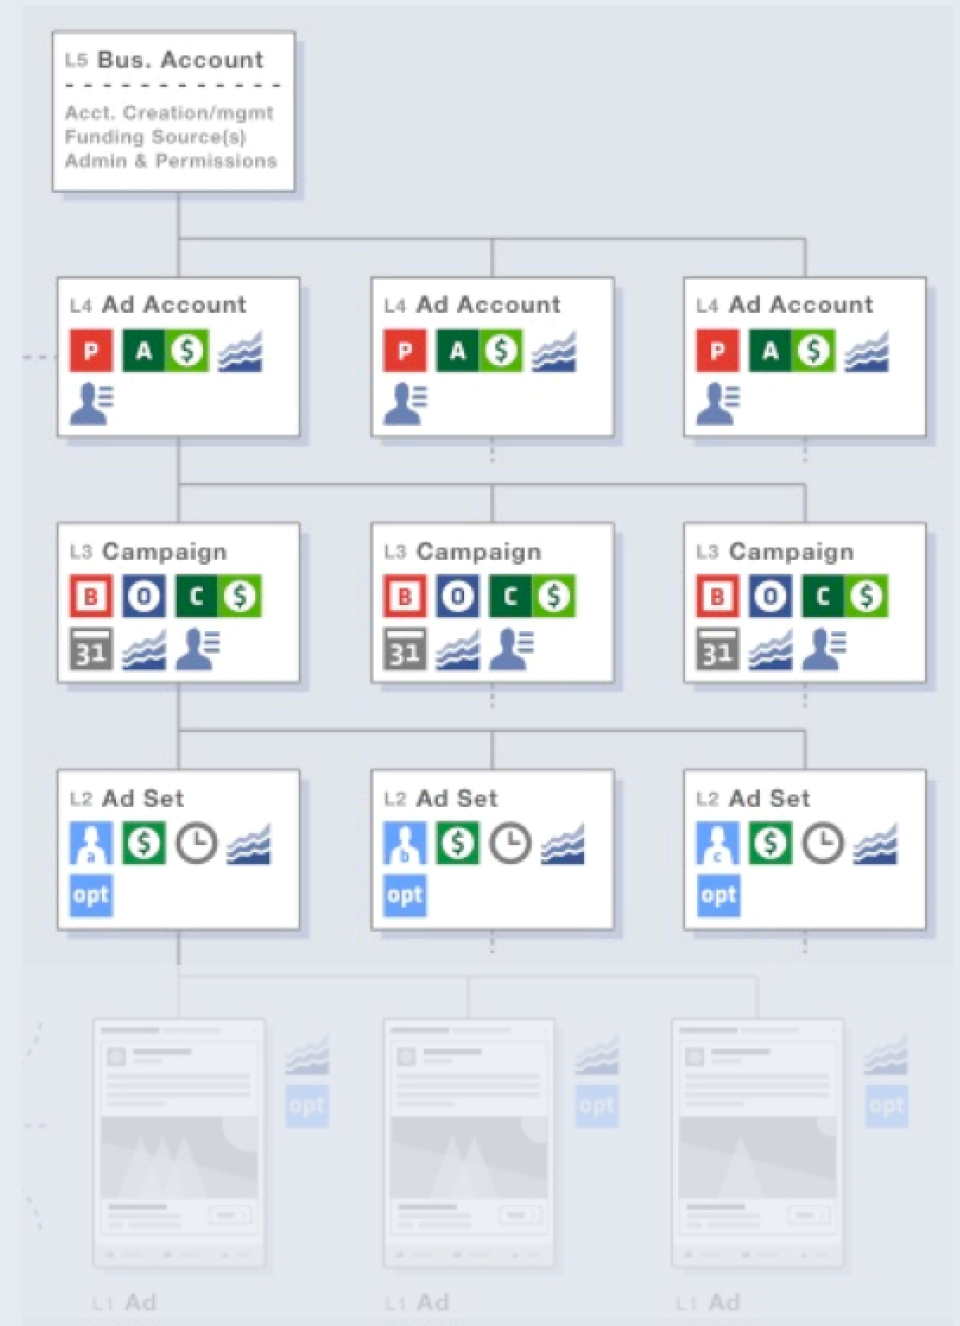 L5 Bus. Account
Acct. Creation/mgmt
Funding Source(s)
Admin & Permissions
L4 Ad Account
P A $
L4 Ad Account
P A $
L4 Ad Account
P A $
L3 Campaign
B O C $
31
L3 Campaign
B O C $
31
L3 Campaign
B O C $
31
L2 Ad Set
a $
opt
L2 Ad Set
b $
opt
L2 Ad Set
c $
opt
opt
opt
opt
L1 Ad
L1 Ad
L1 Ad